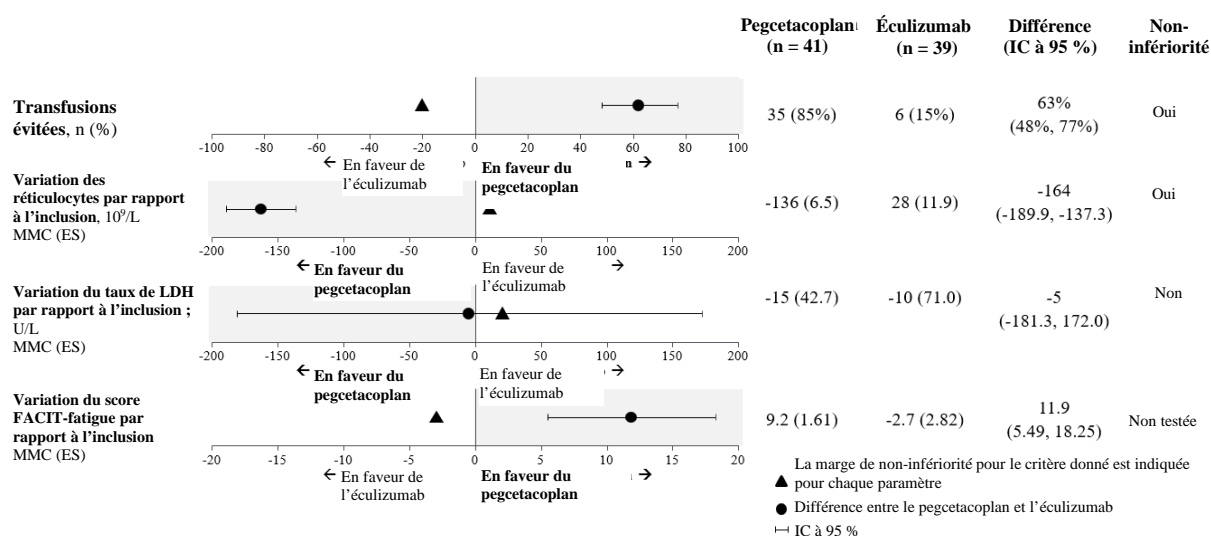 Pegcetacoplan Éculizumab Différence Non-
(n = 41) (n = 39) (IC à 95 %) infériorité
Transfusions
évitées, n (%)
35 (85%) 6 (15%) 63%
(48%, 77%)
Oui
-100 -80 -60 -40 -20 0 20 40 60 80 100
← En faveur de
l’éculizumab
En faveur du
pegcetacoplan
n →
Variation des
réticulocytes par rapport
à l’inclusion, 10⁹/L
MMC (ES)
-136 (6.5) 28 (11.9) -164
(-189.9, -137.3)
Oui
-200 -150 -100 -50 0 50 100 150 200
← En faveur du
pegcetacoplan
En faveur de
l’éculizumab
→
Variation du taux de LDH
par rapport à l’inclusion ;
U/L
MMC (ES)
-15 (42.7) -10 (71.0) -5
(-181.3, 172.0)
Non
-200 -150 -100 -50 0 50 100 150 200
← En faveur du
pegcetacoplan
En faveur de
l’éculizumab
→
Variation du score
FACIT-fatigue par
rapport à l’inclusion
MMC (ES)
9.2 (1.61) -2.7 (2.82) 11.9
(5.49, 18.25)
Non testée
-20 -15 -10 -5 0 5 10 15 20
← En faveur de
l’éculizumab
En faveur du
pegcetacoplan
→
La marge de non-infériorité pour le critère donné est indiquée
▲ pour chaque paramètre
● Différence entre le pegcetacoplan et l’éculizumab
IC à 95 %